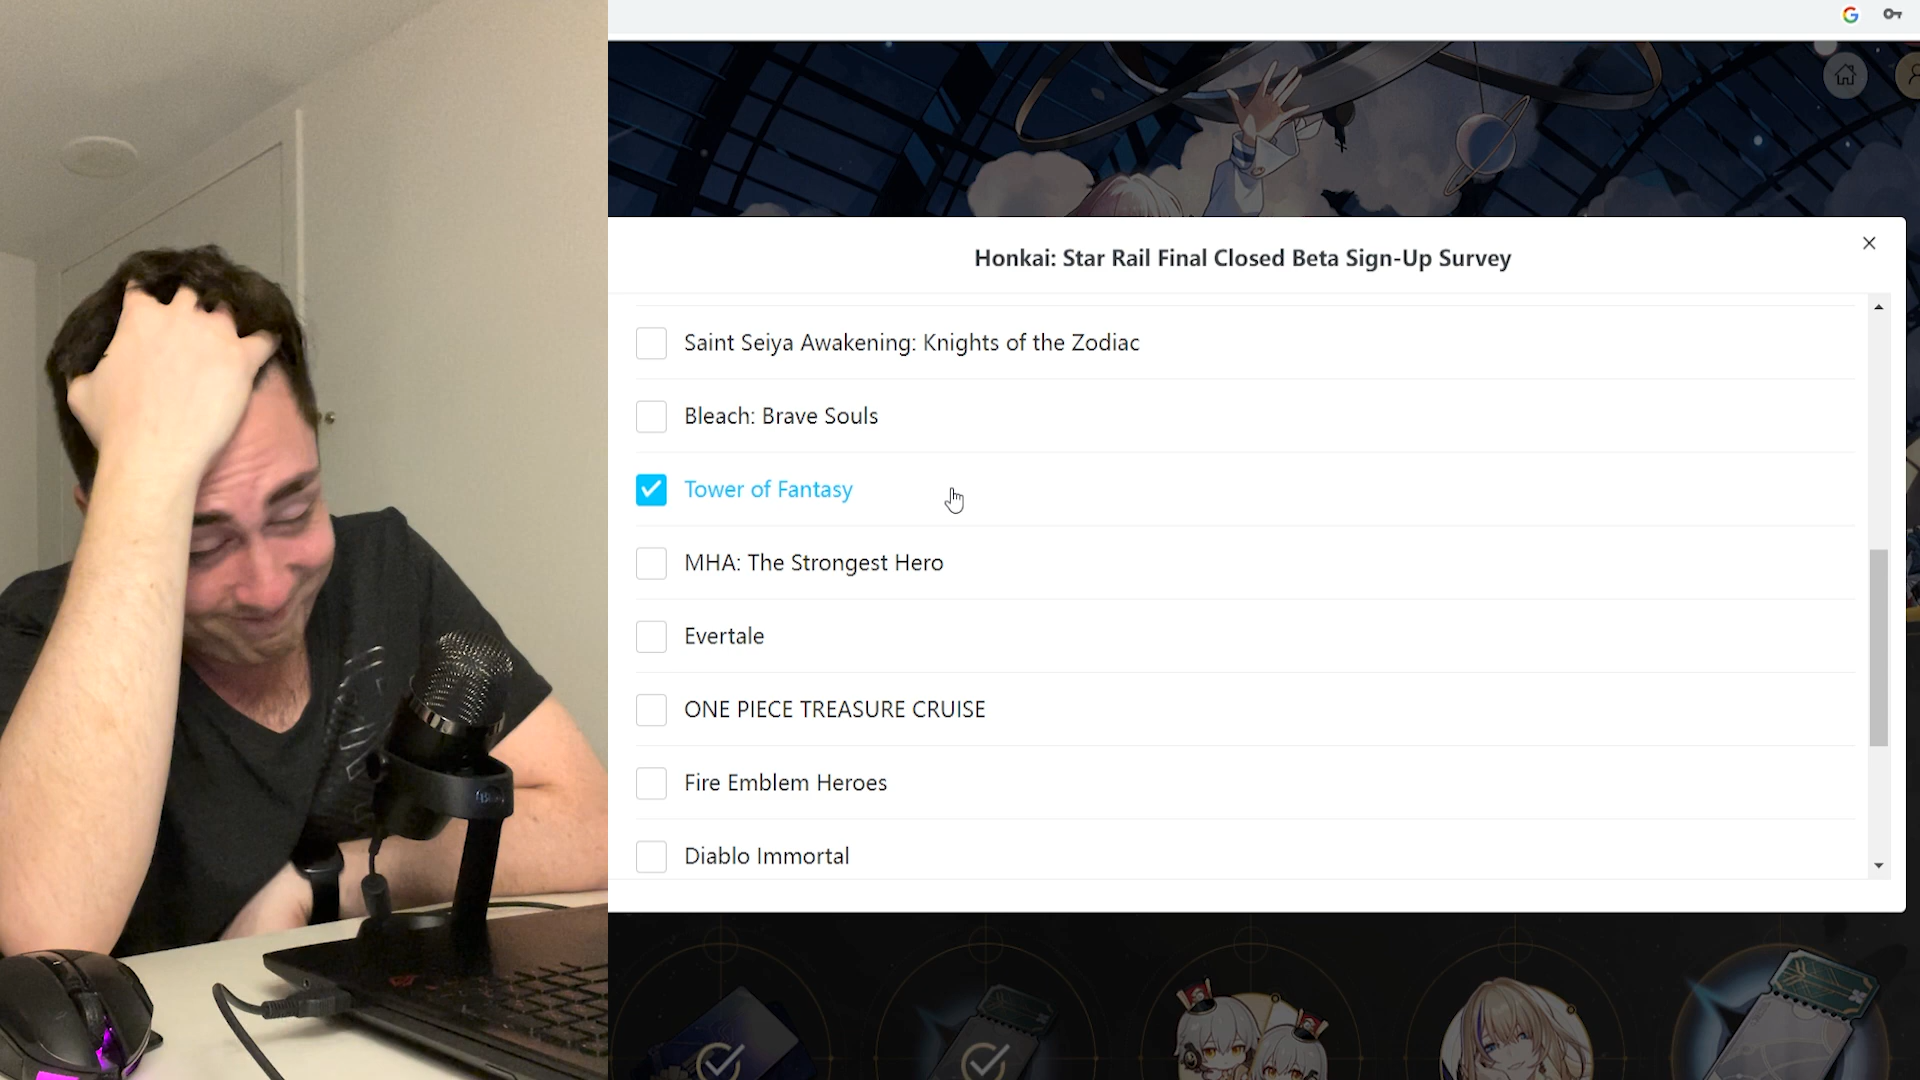 Honkai: Star Rail Final Closed Beta Sign-Up Survey
Saint Seiya Awakening: Knights of the Zodiac
Bleach: Brave Souls
Tower of Fantasy
MHA: The Strongest Hero
Evertale
ONE PIECE TREASURE CRUISE
Fire Emblem Heroes
Diablo Immortal